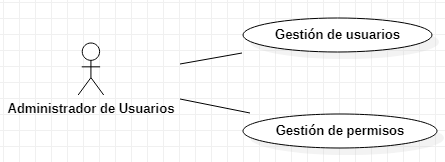 Gestión de usuarios
Administrador de Usuarios
Gestión de permisos